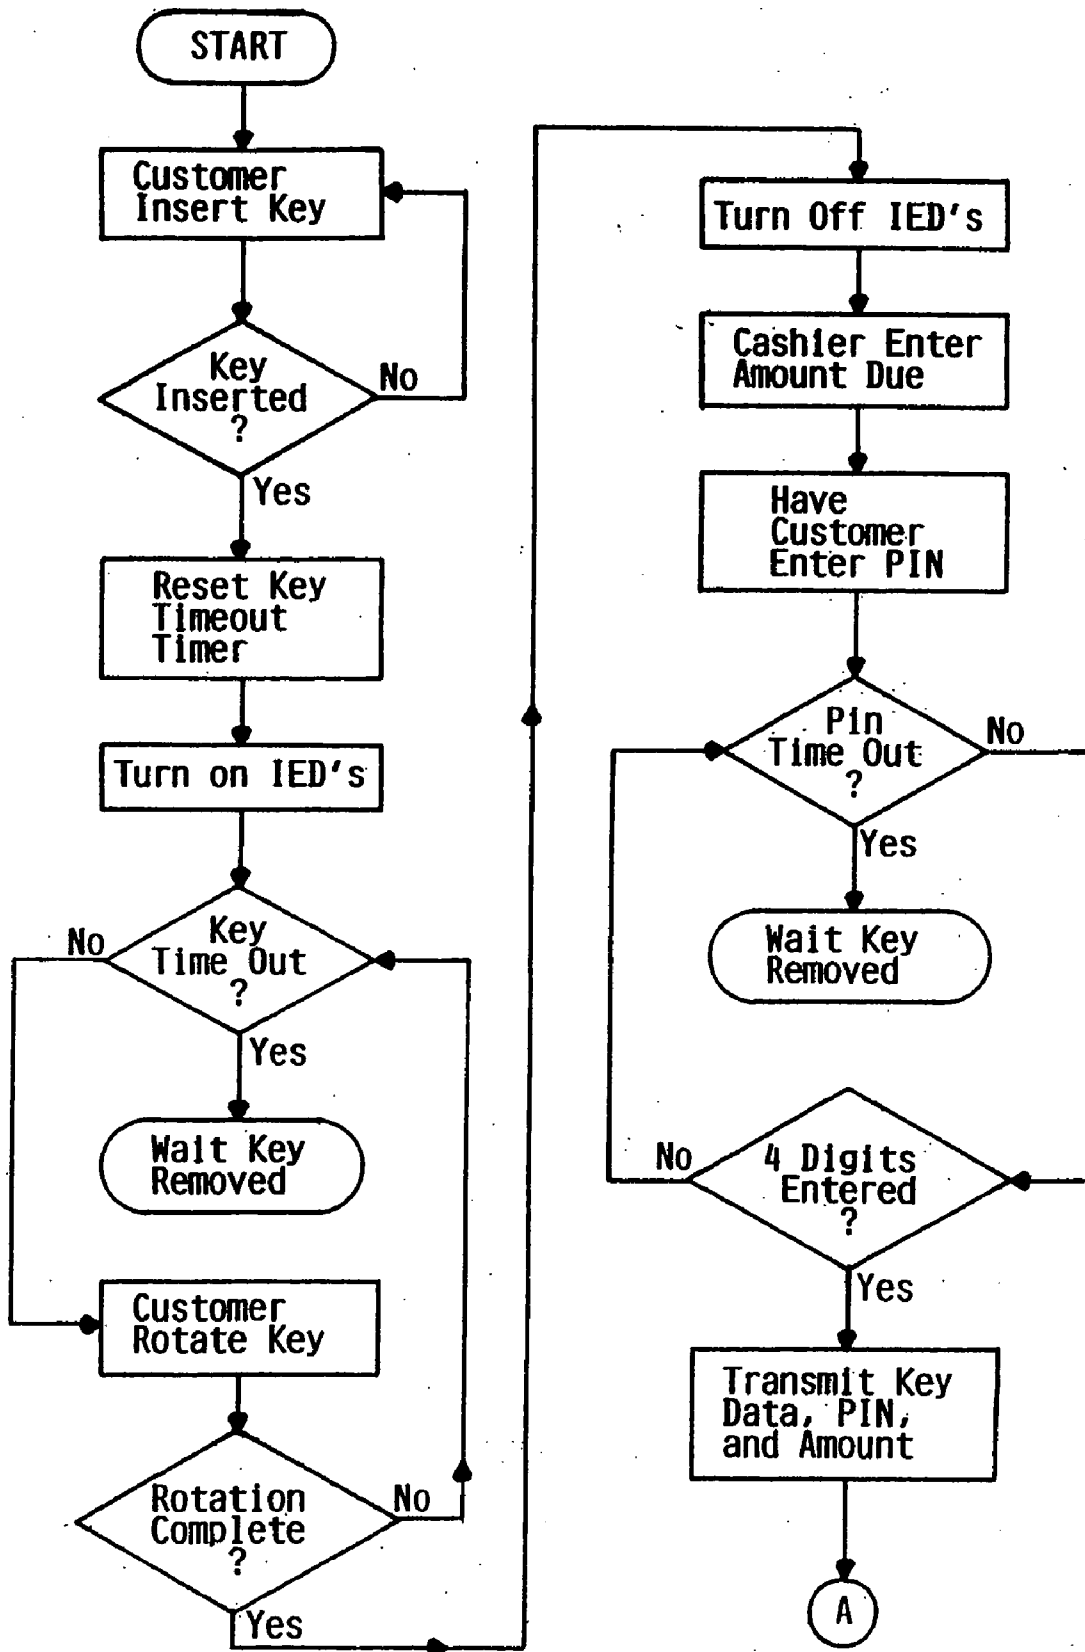 START
Customer
Insert Key
Key
Inserted
?
No
Yes
Reset Key
Timeout
Timer
Turn on IED's
Key
Time Out
?
No
Yes
Wait Key
Removed
Customer
Rotate Key
Rotation
Complete
?
No
Yes
Turn Off IED's
Cashier Enter
Amount Due
Have
Customer
Enter PIN
Pin
Time Out
?
No
Yes
Wait Key
Removed
4 Digits
Entered
?
No
Yes
Transmit Key
Data, PIN,
and Amount
A